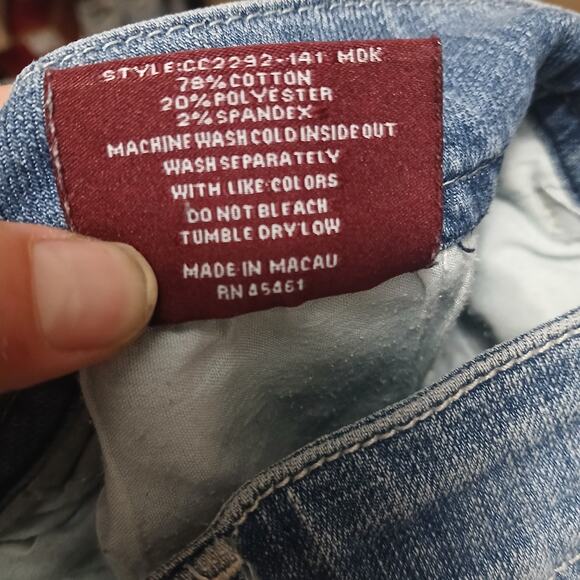 STYLE:CC2292-141 MDK
78% COTTON
20% POLYESTER
2% SPANDEX
MACHINE WASH COLD INSIDE OUT
WASH SEPARATELY
WITH LIKE COLORS
DO NOT BLEACH
TUMBLE DRY LOW
MADE IN MACAU
RN 45461